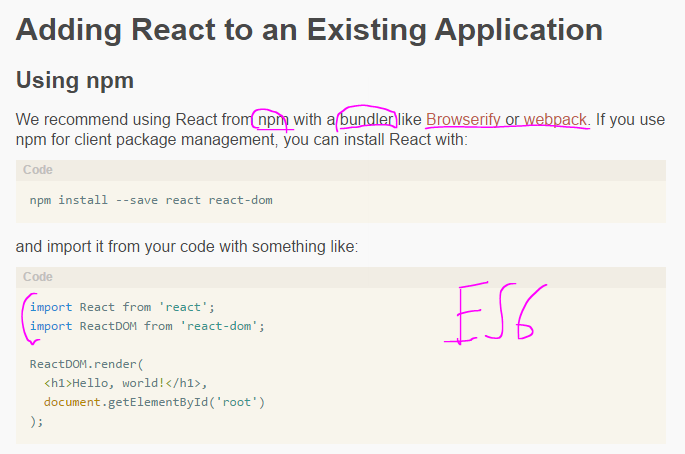 Adding React to an Existing Application
Using npm
We recommend using React from npm with a bundler like Browserify or webpack. If you use
npm for client package management, you can install React with:
Code
npm install --save react react-dom
and import it from your code with something like:
Code
import React from 'react';
import ReactDOM from 'react-dom';
ES6
ReactDOM.render(
  <h1>Hello, world!</h1>,
  document.getElementById('root')
);